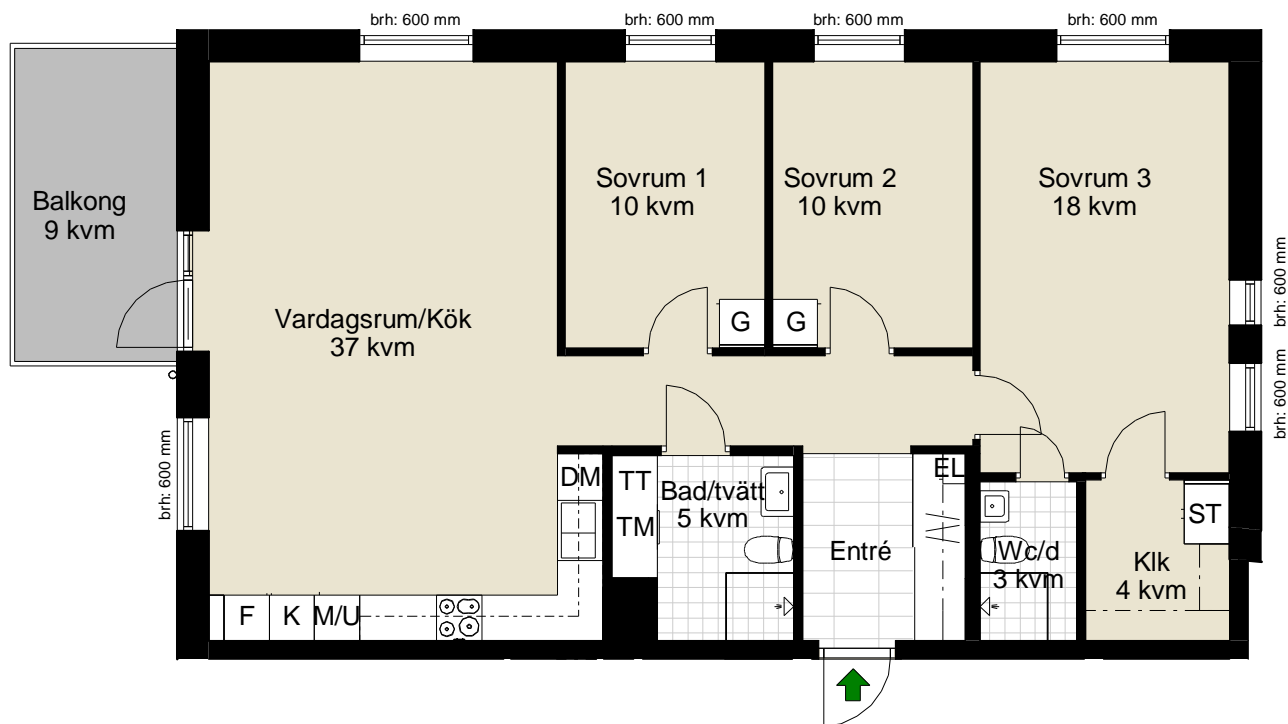 brh: 600 mm
brh: 600 mm
brh: 600 mm
brh: 600 mm
Balkong
9 kvm
Sovrum 1
10 kvm
Sovrum 2
10 kvm
Sovrum 3
18 kvm
brh: 600 mm
Vardagsrum/Kök
37 kvm
G
G
brh: 600 mm
brh: 600 mm
DM
TT
TM
Bad/tvätt
5 kvm
EL
Entré
Wc/d
3 kvm
ST
Klk
4 kvm
F
K
M/U